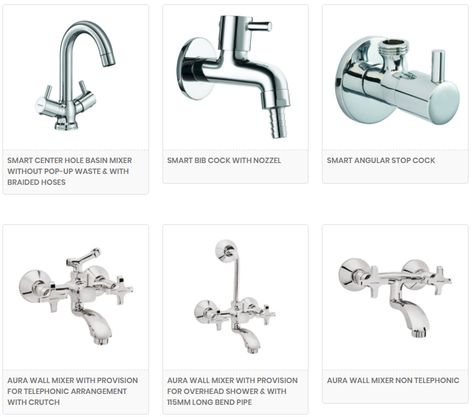 SMART CENTER HOLE BASIN MIXER
WITHOUT POP-UP WASTE & WITH
BRAIDED HOSES
SMART BIB COCK WITH NOZZEL
SMART ANGULAR STOP COCK
AURA WALL MIXER WITH PROVISION
FOR TELEPHONIC ARRANGEMENT
WITH CRUTCH
AURA WALL MIXER WITH PROVISION
FOR OVERHEAD SHOWER & WITH
115MM LONG BEND PIPE
AURA WALL MIXER NON TELEPHONIC